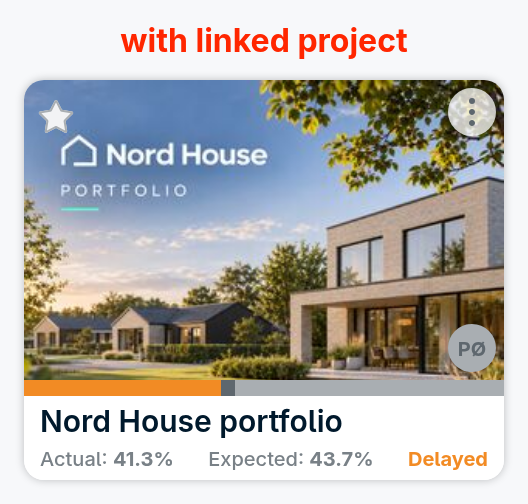 with linked project
Nord House
PORTFOLIO
PØ
Nord House portfolio
Actual: 41.3% Expected: 43.7% Delayed